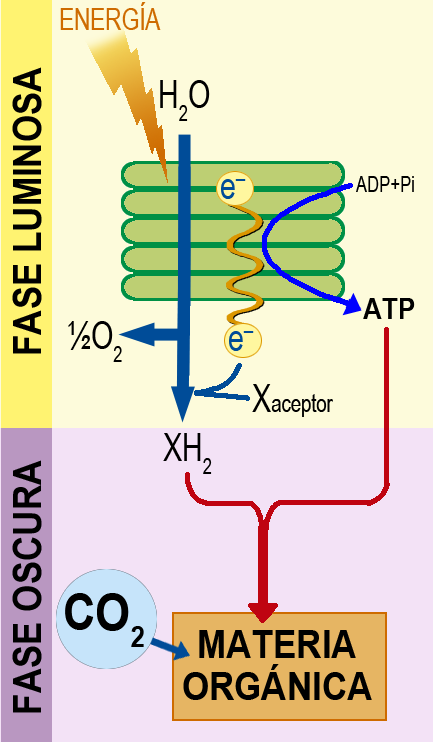 ENERGÍA
FASE LUMINOSA
H₂O
e⁻
ADP+Pi
ATP
½O₂
e⁻
Xaceptor
XH₂
FASE OSCURA
CO₂
MATERIA
ORGÁNICA